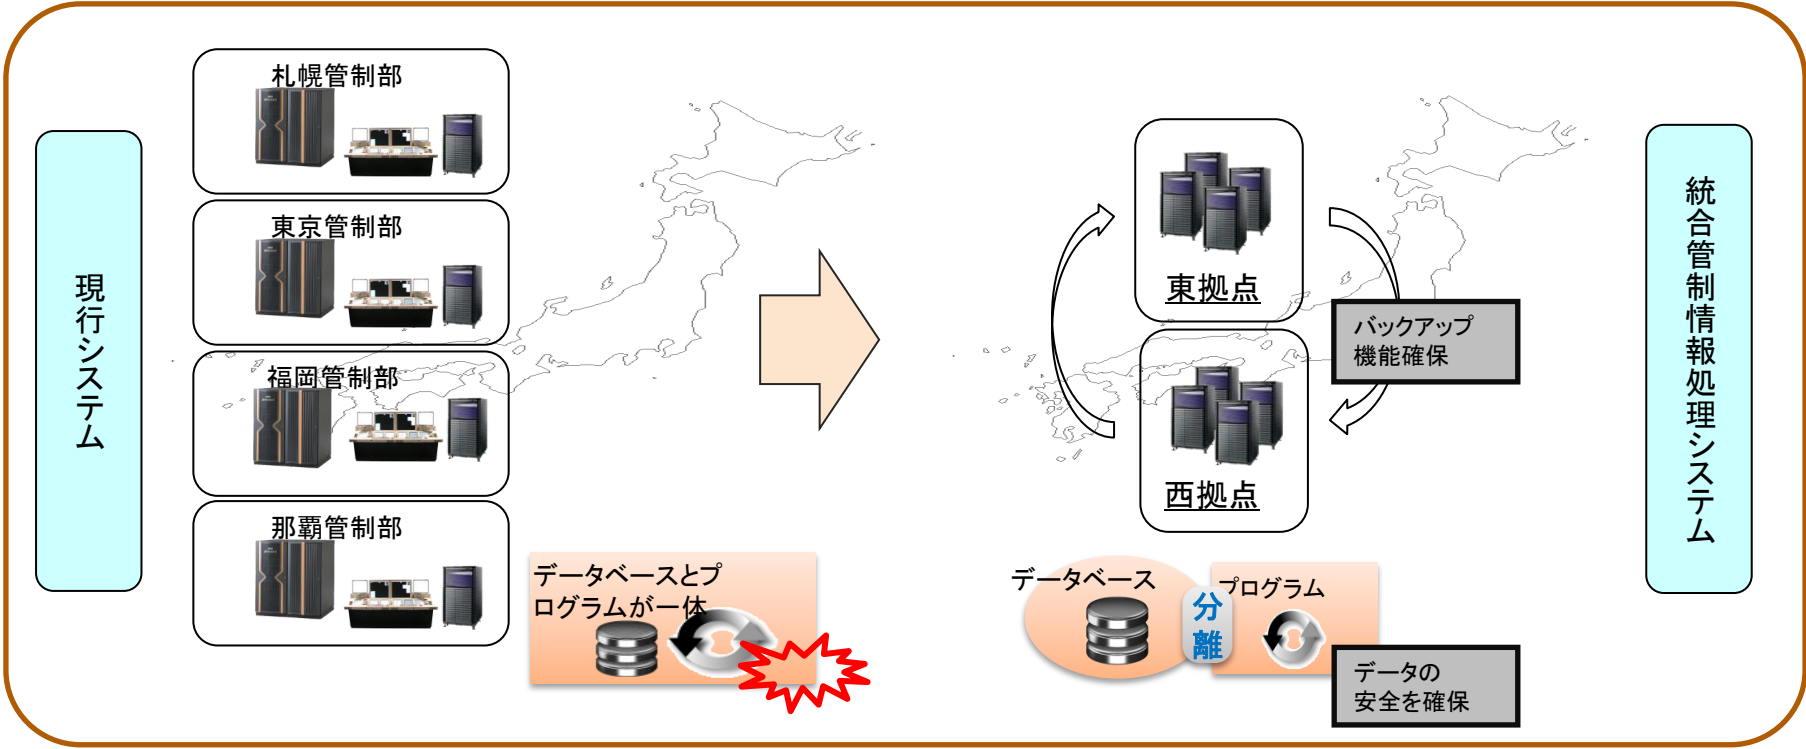 現行システム
札幌管制部
東京管制部
福岡管制部
那覇管制部
データベースとプ
ログラムが一体
東拠点
西拠点
バックアップ
機能確保
データベース
分
離
プログラム
データの
安全を確保
統合管制情報処理システム